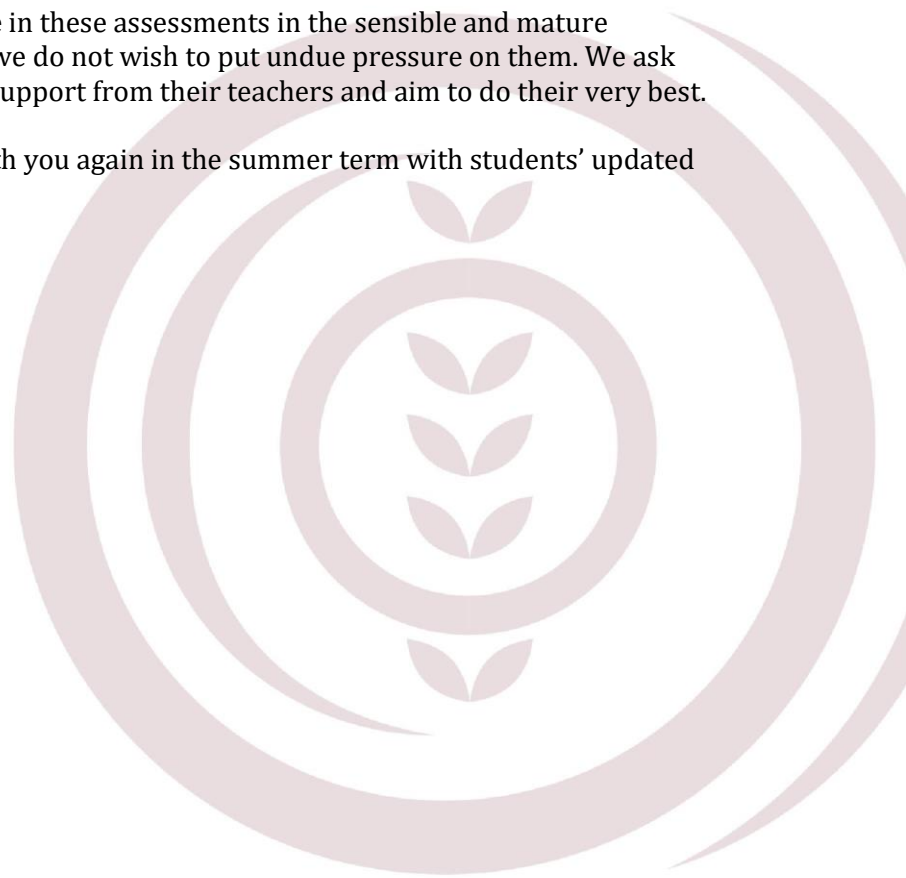 in these assessments in the sensible and mature
we do not wish to put undue pressure on them. We ask
support from their teachers and aim to do their very best.
you again in the summer term with students’ updated